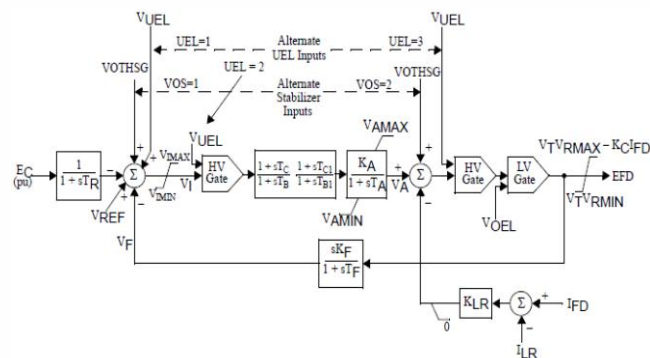 VUEL
UEL=1
Alternate
UEL Inputs
UEL=3
VUEL
VOTHSG
UEL = 2
VOTHSG
VOS=1
Alternate
Stabilizer
Inputs
VOS=2
VUEL
VAMAX
EC
(pu)
1
1 + sTR
Σ
VIMAX
VIMIN
VI
HV
Gate
1 + sTC
1 + sTB
1 + sTC1
1 + sTB1
KA
1 + sTA
VAMIN
VA
Σ
HV
Gate
LV
Gate
VTVRMAX – KCIFD
EFD
VTVRMIN
VREF
VOEL
VF
sKF
1 + sTF
0
KLR
Σ
IFD
ILR
+
+
+
+
+
+
+
−
−
−
−